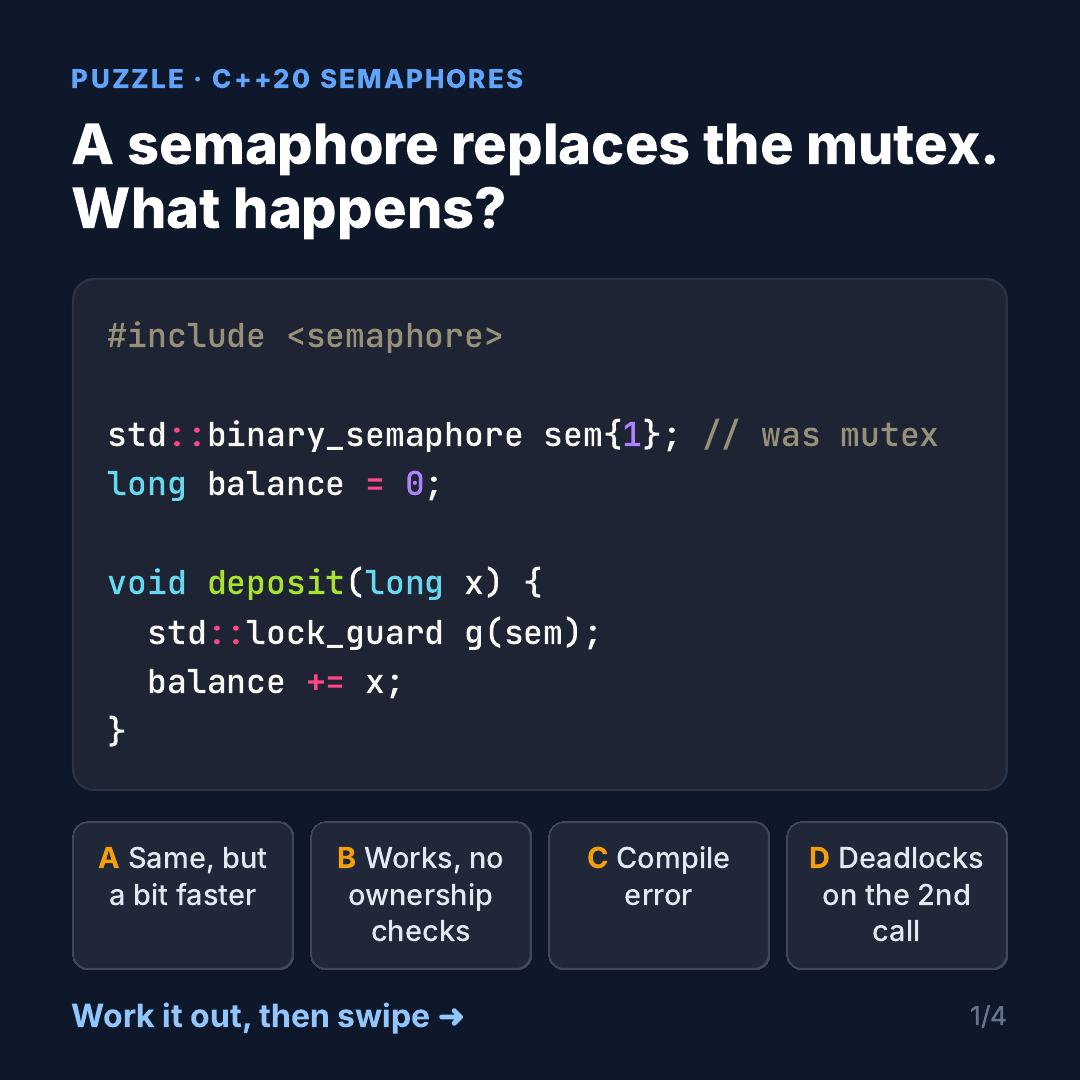 PUZZLE · C++20 SEMAPHORES
A semaphore replaces the mutex.
What happens?
#include <semaphore>
std::binary_semaphore sem{1}; // was mutex
long balance = 0;
void deposit(long x) {
  std::lock_guard g(sem);
  balance += x;
}
A Same, but
a bit faster
B Works, no
ownership
checks
C Compile
error
D Deadlocks
on the 2nd
call
Work it out, then swipe ➜
1/4